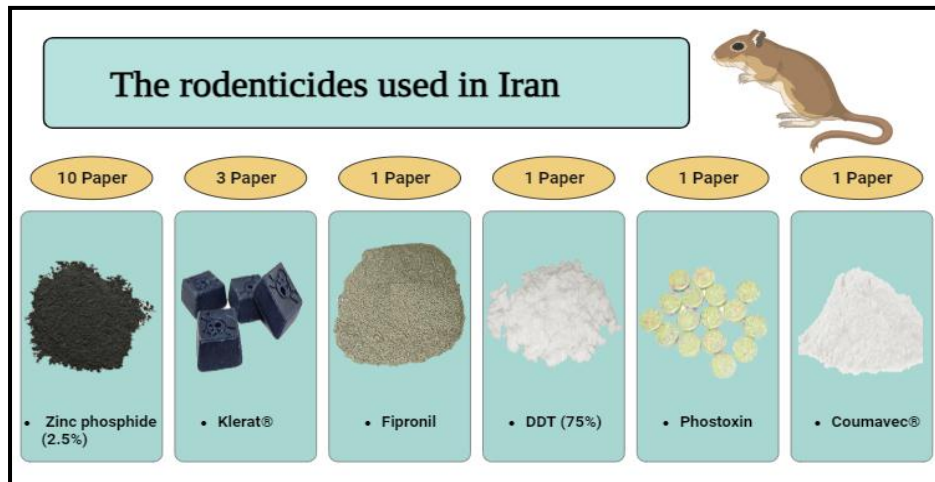 The rodenticides used in Iran
10 Paper
3 Paper
1 Paper
1 Paper
1 Paper
1 Paper
• Zinc phosphide
(2.5%)
• Klerat®
• Fipronil
• DDT (75%)
• Phostoxin
• Coumavec®